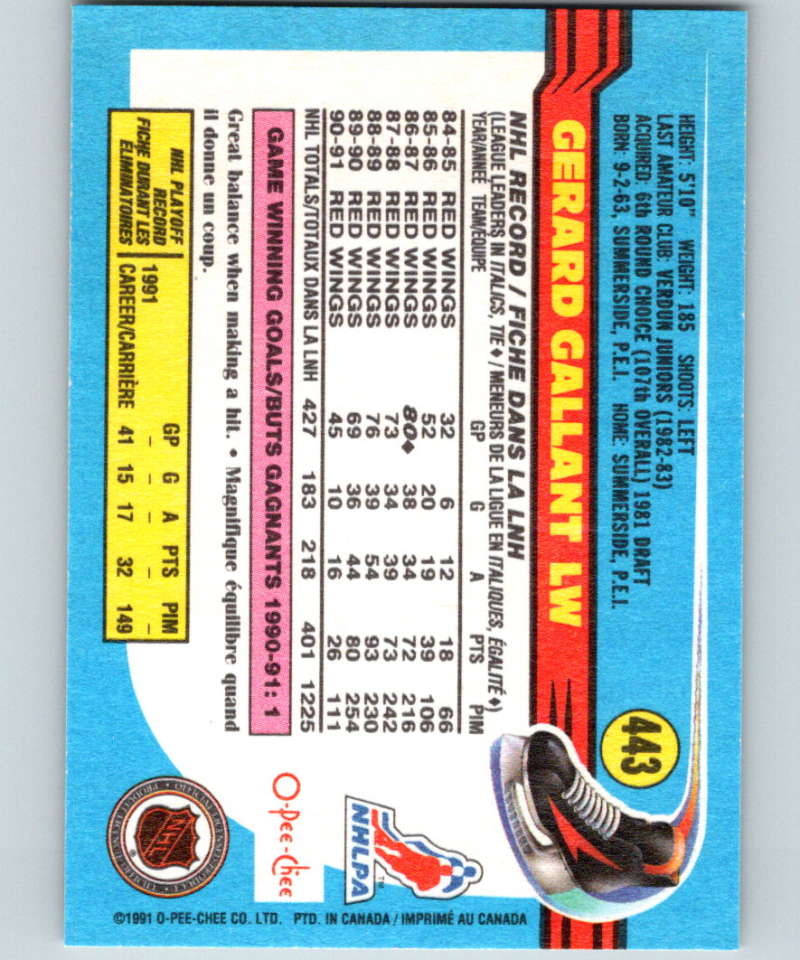 443
HEIGHT: 5'10" WEIGHT: 185 SHOOTS: LEFT
LAST AMATEUR CLUB: VERDUN JUNIORS (1982-83)
ACQUIRED: 6th ROUND CHOICE (107th OVERALL) 1981 DRAFT
BORN: 9-2-63, SUMMERSIDE, P.E.I. HOME: SUMMERSIDE, P.E.I.
GERARD GALLANT LW
NHL RECORD / FICHE DANS LA LNH
(LEAGUE LEADERS IN ITALICS, TIE ♦ / MENEURS DE LA LIGUE EN ITALIQUES, ÉGALITÉ ♦)
YEAR/ANNÉE TEAM/ÉQUIPE GP G A PTS PIM
84-85 RED WINGS 32 6 12 18 66
85-86 RED WINGS 52 20 19 39 106
86-87 RED WINGS 80♦ 38 34 72 216
87-88 RED WINGS 73 34 39 73 242
88-89 RED WINGS 76 39 54 93 230
89-90 RED WINGS 69 36 44 80 254
90-91 RED WINGS 45 10 16 26 111
NHL TOTALS/TOTAUX DANS LA LNH 427 183 218 401 1225
GAME WINNING GOALS/BUTS GAGNANTS 1990-91: 1
Great balance when making a hit. • Magnifique équilibre quand
il donne un coup.
NHL PLAYOFF
RECORD
FICHE DURANT LES
ÉLIMINATOIRES
GP G A PTS PIM
1991 – – – – –
CAREER/CARRIÈRE 41 15 17 32 149
NHLPA
TM
O-Pee-Chee
NHL
®
©1991 O-PEE-CHEE CO. LTD. PTD. IN CANADA / IMPRIMÉ AU CANADA